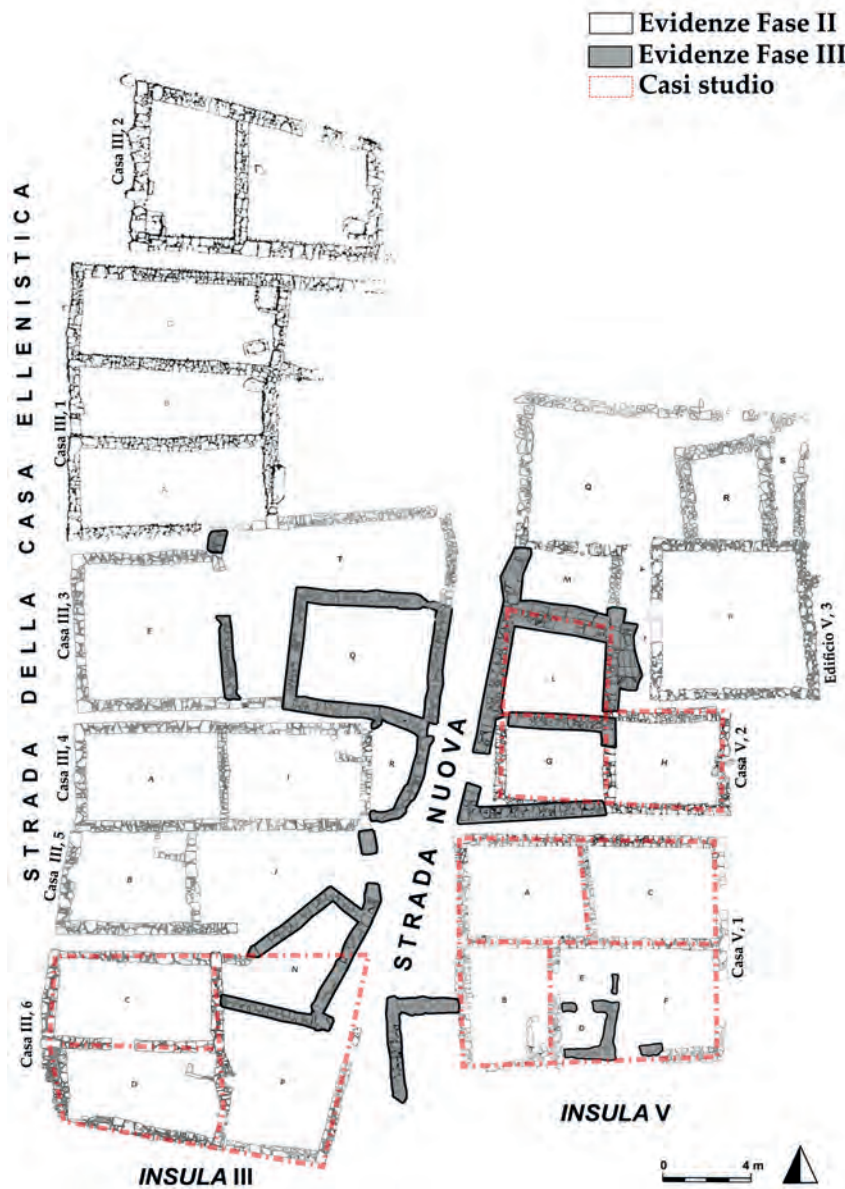 Evidenze Fase II
Evidenze Fase III
Casi studio
STRADA DELLA CASA ELLENISTICA
Casa III, 2
Casa III, 1
B
A
Casa III, 3
E
T
Q
Casa III, 4
A
I
R
Casa III, 5
B
J
Casa III, 6
C
N
D
P
INSULA III
STRADA NUOVA
Q
R
S
M
L
Edificio V, 3
G
H
Casa V, 2
A
C
B
E
F
D
Casa V, 1
INSULA V
0 4 m